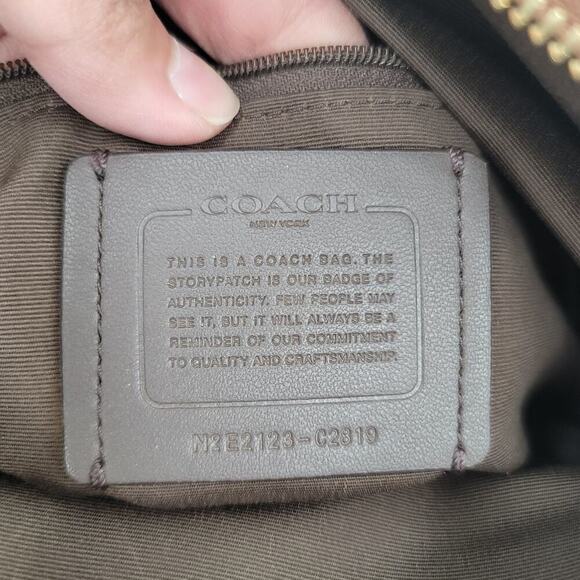 COACH
NEW YORK
THIS IS A COACH BAG. THE
STORYPATCH IS OUR BADGE OF
AUTHENTICITY. FEW PEOPLE MAY
SEE IT, BUT IT WILL ALWAYS BE A
REMINDER OF OUR COMMITMENT
TO QUALITY AND CRAFTSMANSHIP.
N2E2123-C2819